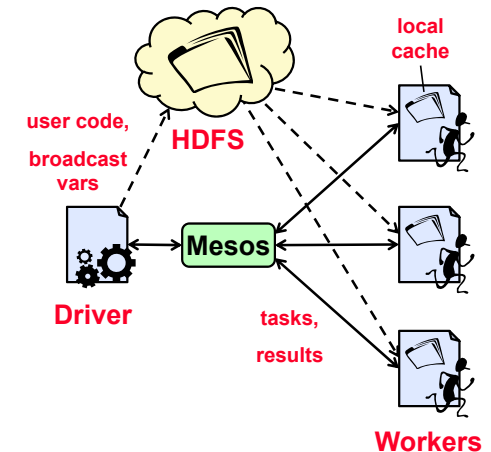 local
cache
user code,
broadcast
vars
HDFS
Mesos
Driver
tasks,
results
Workers